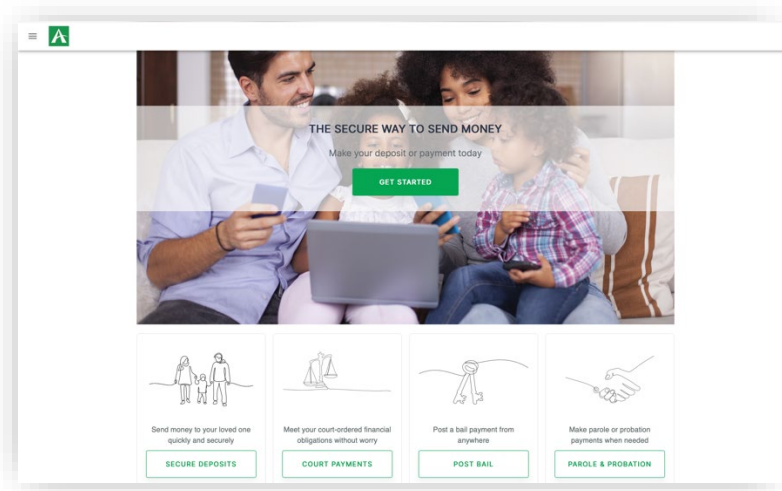 THE SECURE WAY TO SEND MONEY
Make your deposit or payment today
GET STARTED
Send money to your loved one
quickly and securely
SECURE DEPOSITS
Meet your court-ordered financial
obligations without worry
COURT PAYMENTS
Post a bail payment from
anywhere
POST BAIL
Make parole or probation
payments when needed
PAROLE & PROBATION